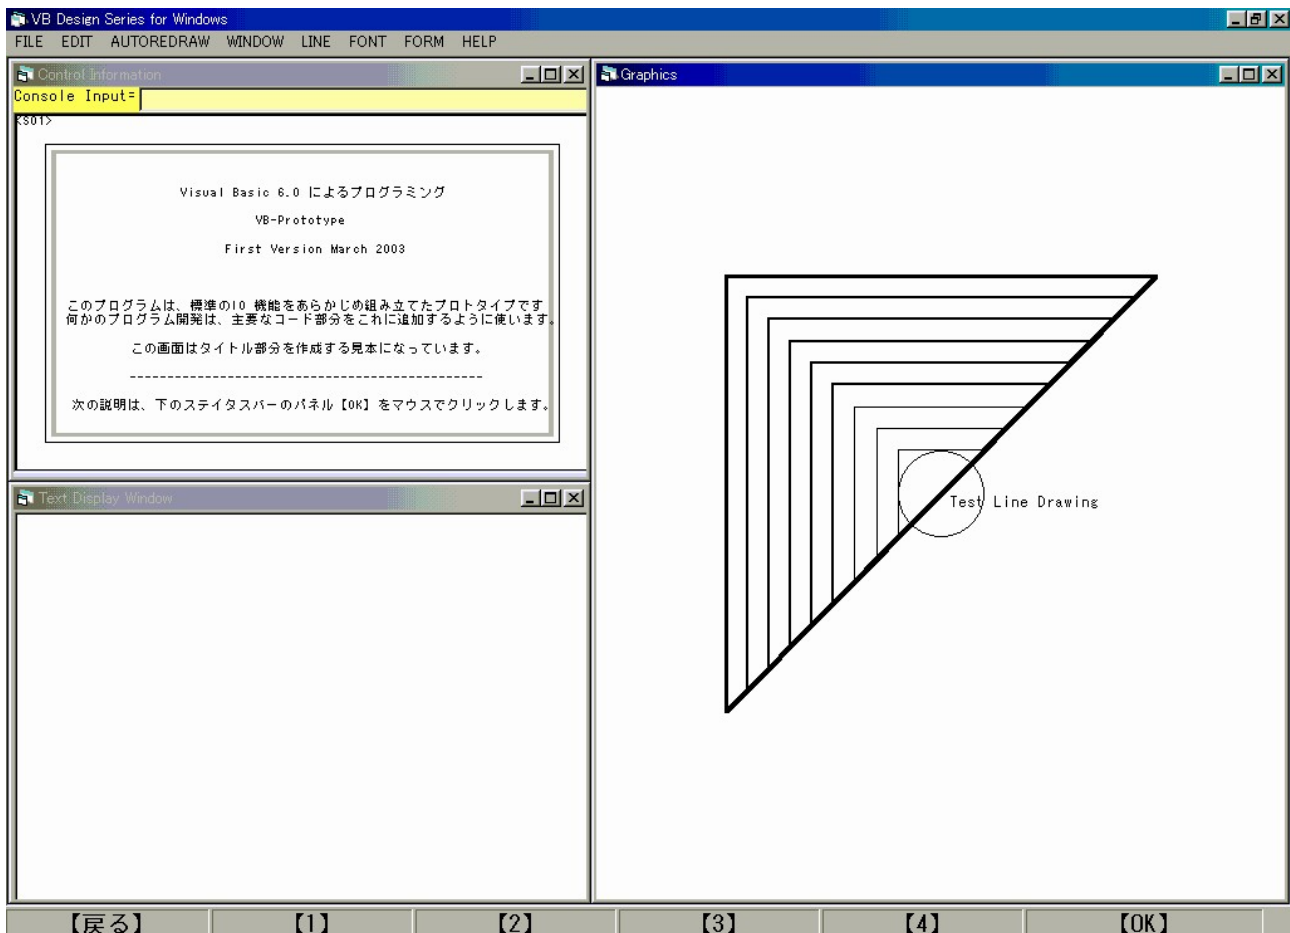 VB Design Series for Windows
FILE EDIT AUTOREDRAW WINDOW LINE FONT FORM HELP
Control Information
Console Input=
<S01>
Visual Basic 6.0 によるプログラミング
VB-Prototype
First Version March 2003
このプログラムは、標準のIO 機能をあらかじめ組み立てたプロトタイプです
何かのプログラム開発は、主要なコード部分をこれに追加するように使います。
この画面はタイトル部分を作成する見本になっています。
-----------------------------------------------
次の説明は、下のステイタスバーのパネル【OK】をマウスでクリックします。
Text Display Window
Graphics
Test Line Drawing
【戻る】 【1】 【2】 【3】 【4】 【OK】